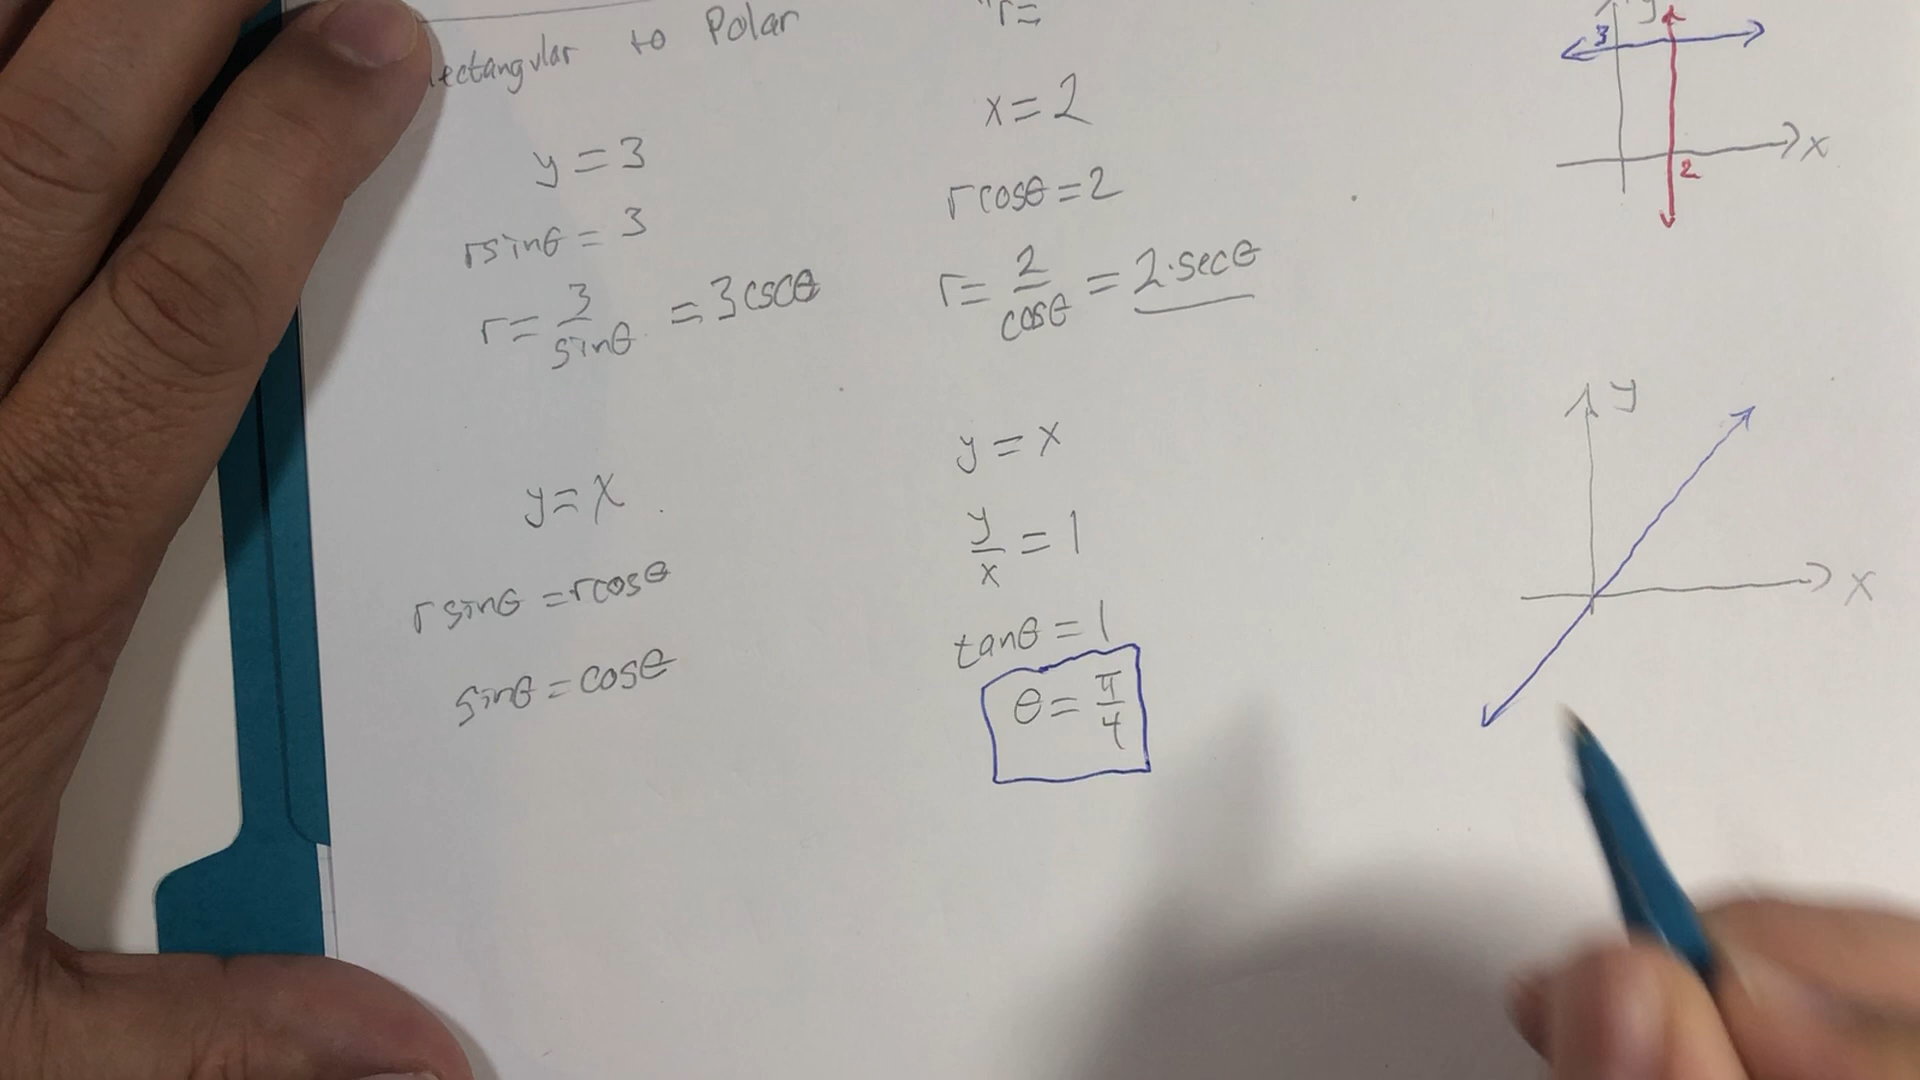 ectangular to Polar
r=
y = 3
rsinθ = 3
r = 3/sinθ = 3cscθ
x = 2
rcosθ = 2
r = 2/cosθ = 2·secθ
y = x
rsinθ = rcosθ
sinθ = cosθ
y = x
y/x = 1
tanθ = 1
θ = π/4
y
3
x
2
y
x